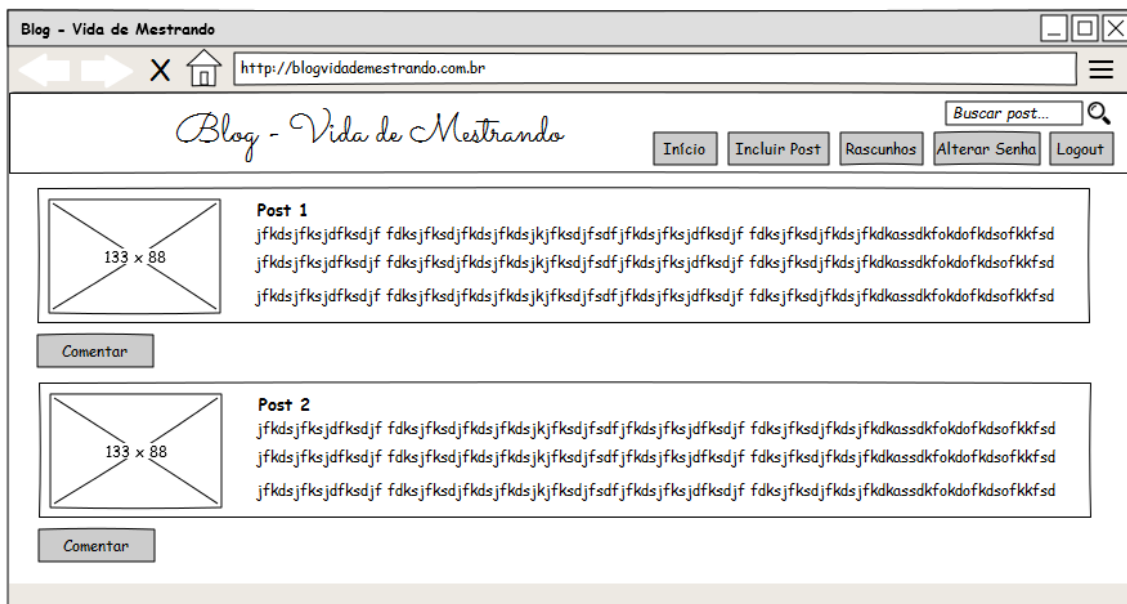 Blog - Vida de Mestrando
http://blogvidademestrando.com.br
Blog - Vida de Mestrando
Buscar post...
Início Incluir Post Rascunhos Alterar Senha Logout
133 x 88
Post 1
jfkdsjfksjdfksdjf fdksjfksdjfkdsjfkdsjkjfksdjfsdfjfkdsjfksjdfksdjf fdksjfksdjfkdsjfkdkassdkfokdofkdsofkkfsd
jfkdsjfksjdfksdjf fdksjfksdjfkdsjfkdsjkjfksdjfsdfjfkdsjfksjdfksdjf fdksjfksdjfkdsjfkdkassdkfokdofkdsofkkfsd
jfkdsjfksjdfksdjf fdksjfksdjfkdsjfkdsjkjfksdjfsdfjfkdsjfksjdfksdjf fdksjfksdjfkdsjfkdkassdkfokdofkdsofkkfsd
Comentar
133 x 88
Post 2
jfkdsjfksjdfksdjf fdksjfksdjfkdsjfkdsjkjfksdjfsdfjfkdsjfksjdfksdjf fdksjfksdjfkdsjfkdkassdkfokdofkdsofkkfsd
jfkdsjfksjdfksdjf fdksjfksdjfkdsjfkdsjkjfksdjfsdfjfkdsjfksjdfksdjf fdksjfksdjfkdsjfkdkassdkfokdofkdsofkkfsd
jfkdsjfksjdfksdjf fdksjfksdjfkdsjfkdsjkjfksdjfsdfjfkdsjfksjdfksdjf fdksjfksdjfkdsjfkdkassdkfokdofkdsofkkfsd
Comentar